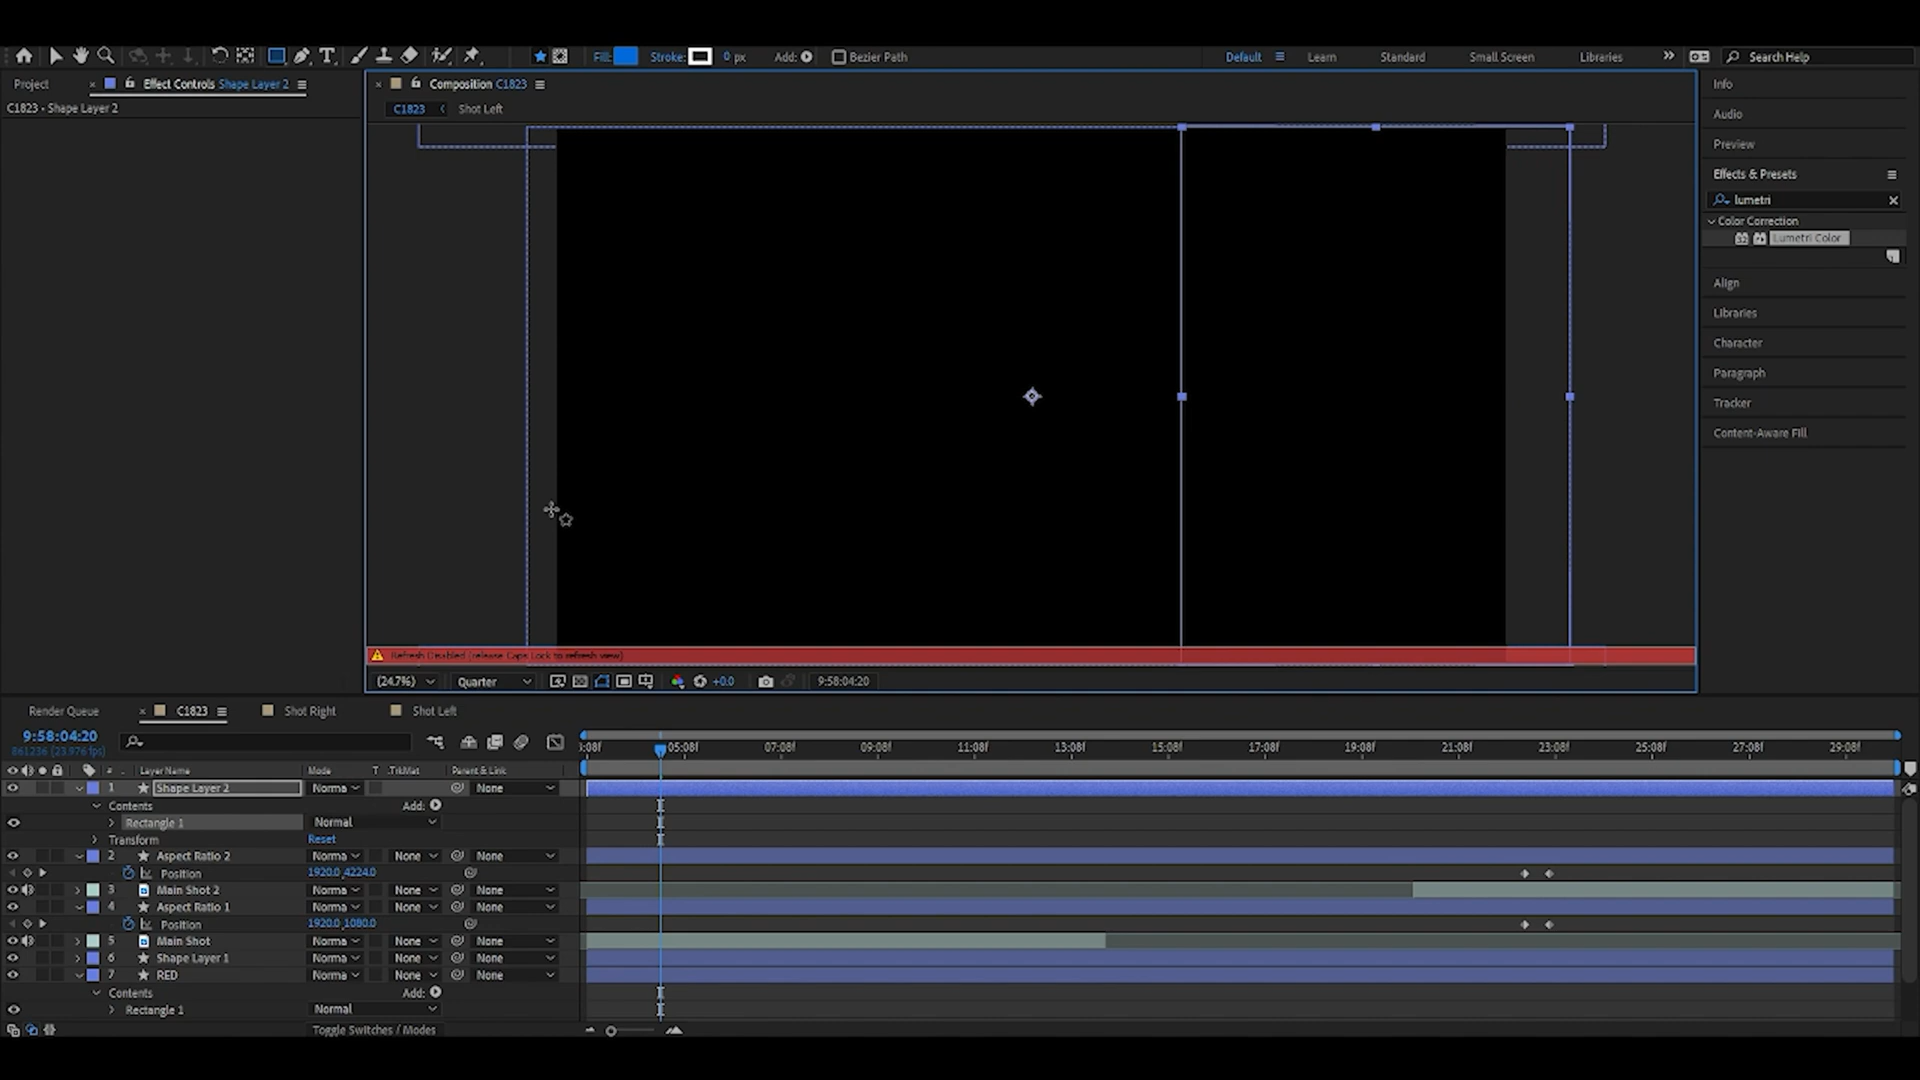 Fill:
Stroke:
0 px
Add:
Bezier Path
Default
Learn
Standard
Small Screen
Libraries
Search Help
Project
Effect Controls Shape Layer 2
C1823 - Shape Layer 2
Composition C1823
C1823
Shot Left
Info
Audio
Preview
Effects & Presets
lumetri
Color Correction
Lumetri Color
Align
Libraries
Character
Paragraph
Tracker
Content-Aware Fill
Refresh Disabled (release Caps Lock to refresh view)
(24.7%)
Quarter
+0.0
9:58:04:20
Render Queue
C1823
Shot Right
Shot Left
9:58:04:20
861236 (23.976 fps)
0:08f 05:08f 07:08f 09:08f 11:08f 13:08f 15:08f 17:08f 19:08f 21:08f 23:08f 25:08f 27:08f 29:08f
# Layer Name Mode T .TrkMat Parent & Link
1 Shape Layer 2 Norma None
Contents Add:
Rectangle 1 Normal
Transform Reset
2 Aspect Ratio 2 Norma None None
Position 1920.0,4224.0
3 Main Shot 2 Norma None None
4 Aspect Ratio 1 Norma None None
Position 1920.0,1080.0
5 Main Shot Norma None None
6 Shape Layer 1 Norma None None
7 RED Norma None None
Contents Add:
Rectangle 1 Normal
Toggle Switches / Modes